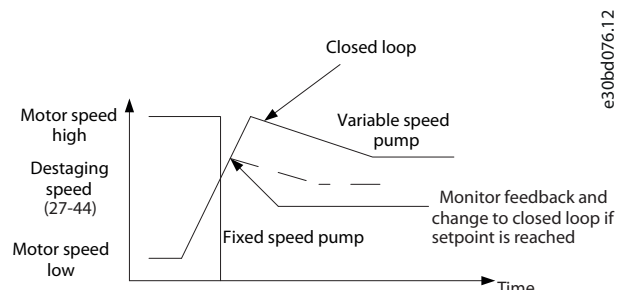 e30bd076.12
Closed loop
Motor speed
high
Variable speed
pump
Destaging
speed
(27-44)
Monitor feedback and
change to closed loop if
setpoint is reached
Fixed speed pump
Motor speed
low
Time